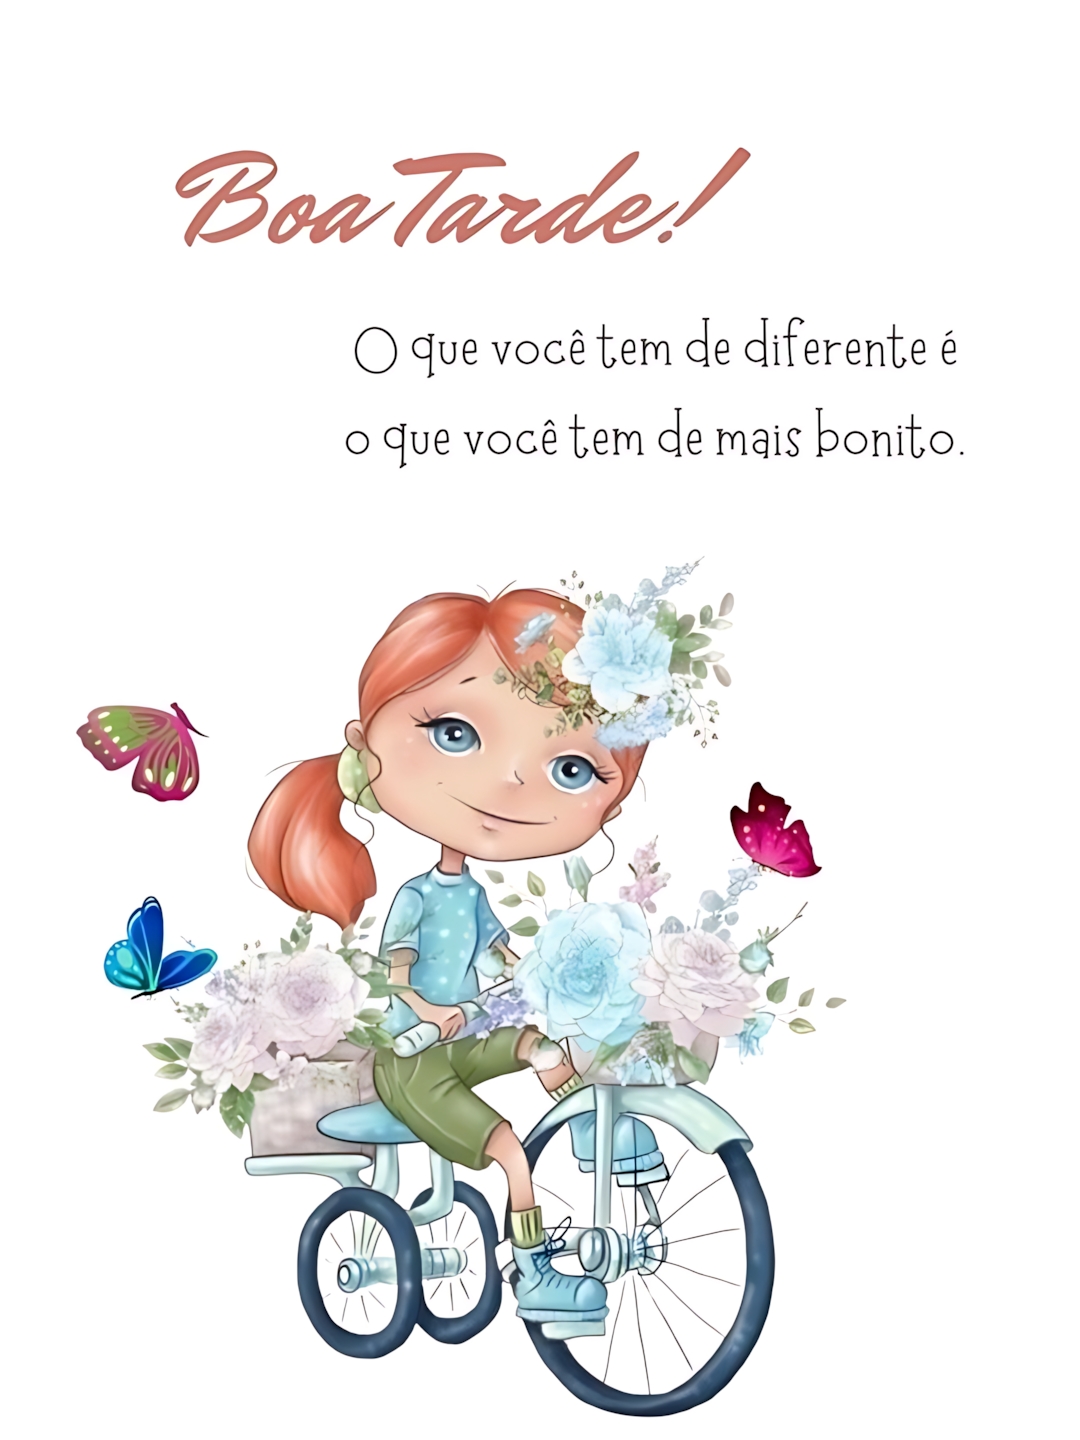 Boa Tarde!
O que você tem de diferente é
o que você tem de mais bonito.